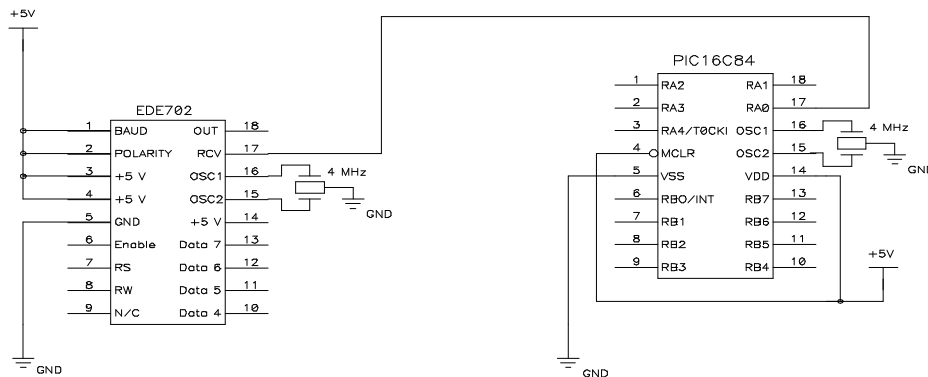 +5V
EDE702
1 BAUD OUT 18
2 POLARITY RCV 17
3 +5 V OSC1 16
4 +5 V OSC2 15
5 GND +5 V 14
6 Enable Data 7 13
7 RS Data 6 12
8 RW Data 5 11
9 N/C Data 4 10
4 MHz
GND
GND
PIC16C84
1 RA2 RA1 18
2 RA3 RA0 17
3 RA4/T0CKI OSC1 16
4 MCLR OSC2 15
5 VSS VDD 14
6 RB0/INT RB7 13
7 RB1 RB6 12
8 RB2 RB5 11
9 RB3 RB4 10
4 MHz
GND
+5V
GND